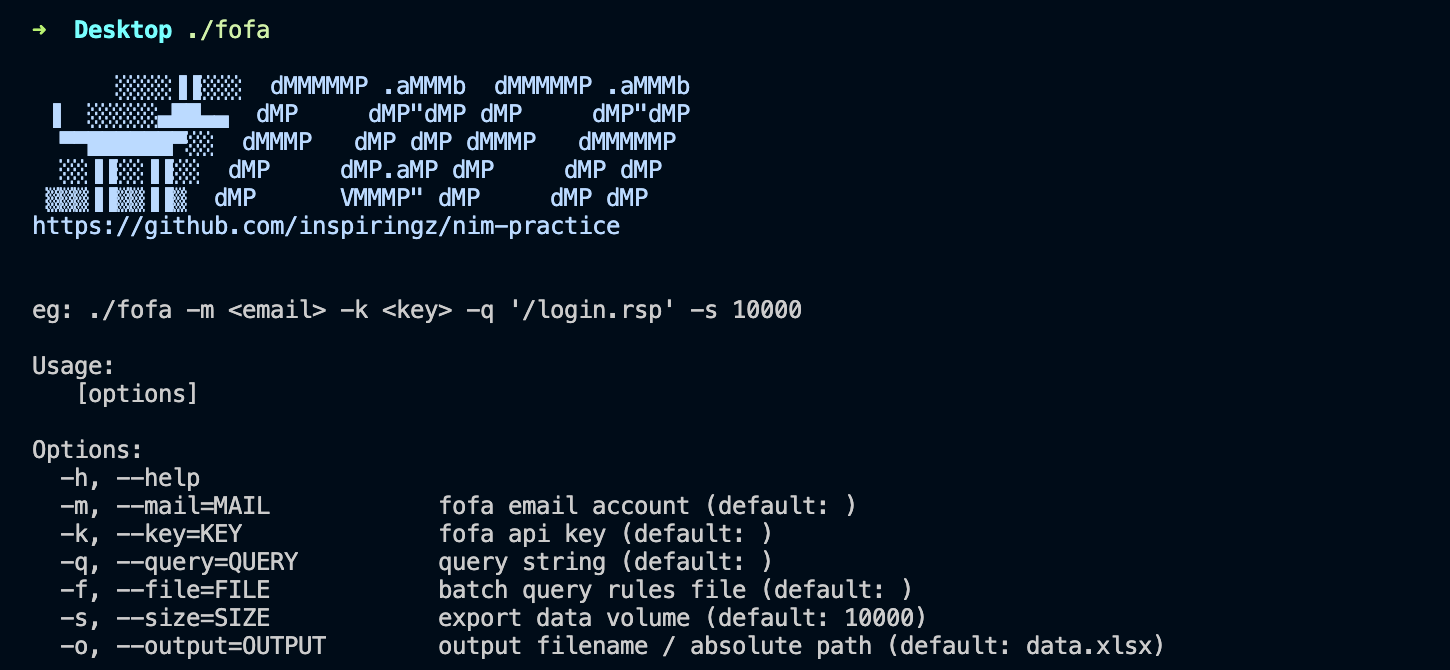 ➜  Desktop ./fofa

      ░░░░▐▐░░░  dMMMMMP .aMMMb  dMMMMMP .aMMMb
 ▐  ░░░░░▄██▄▄  dMP     dMP"dMP dMP     dMP"dMP
  ▀▀██████▀░░  dMMMP   dMP dMP dMMMP   dMMMMMP
  ░░▐▐░░▐▐░░  dMP     dMP.aMP dMP     dMP dMP
 ▒▒▒▐▐▒▒▐▐▒  dMP      VMMMP" dMP     dMP dMP
https://github.com/inspiringz/nim-practice

eg: ./fofa -m <email> -k <key> -q '/login.rsp' -s 10000

Usage:
   [options]

Options:
  -h, --help
  -m, --mail=MAIL            fofa email account (default: )
  -k, --key=KEY              fofa api key (default: )
  -q, --query=QUERY          query string (default: )
  -f, --file=FILE            batch query rules file (default: )
  -s, --size=SIZE            export data volume (default: 10000)
  -o, --output=OUTPUT        output filename / absolute path (default: data.xlsx)